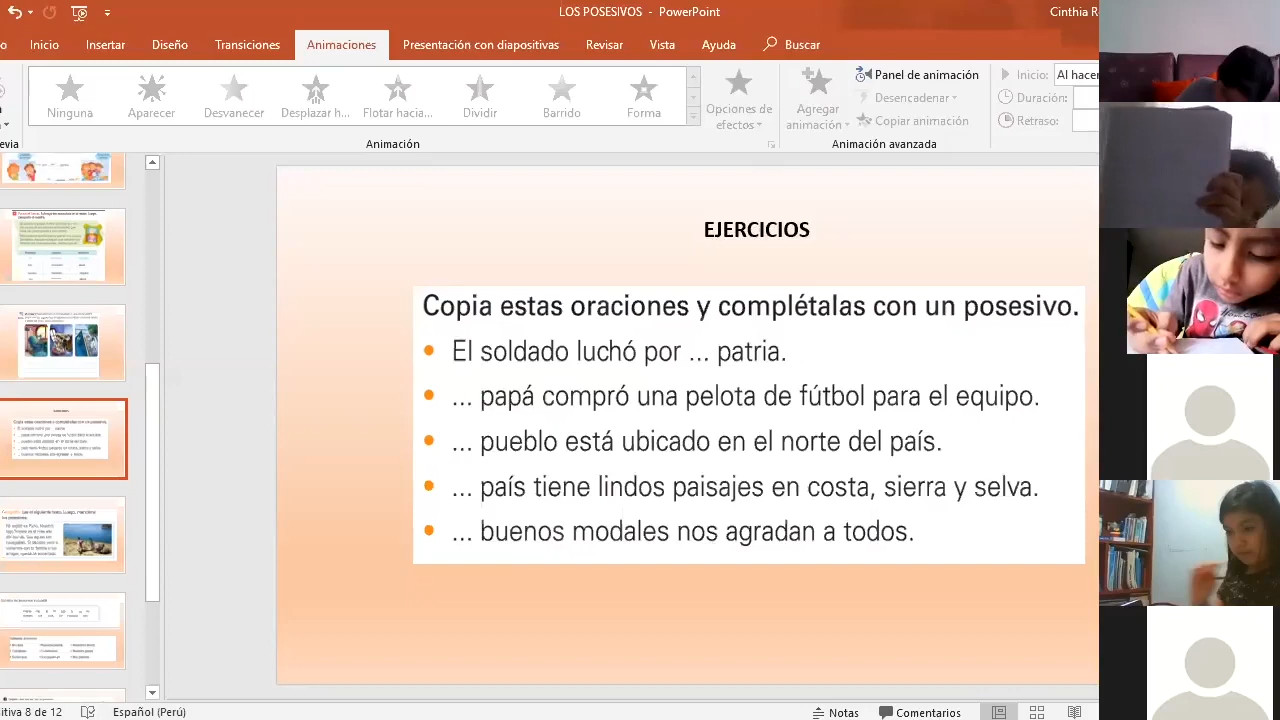 LOS POSESIVOS - PowerPoint
Cinthia
Inicio Insertar Diseño Transiciones Animaciones Presentación con diapositivas Revisar Vista Ayuda Buscar
Ninguna Aparecer Desvanecer Desplazar h... Flotar hacia... Dividir Barrido Forma
Opciones de efectos
Agregar animación
Panel de animación
Desencadenar
Copiar animación
Inicio: Al hacer
Duración:
Retraso:
Animación
Animación avanzada
EJERCICIOS
Copia estas oraciones y complétalas con un posesivo.
• El soldado luchó por ... patria.
• ... papá compró una pelota de fútbol para el equipo.
• ... pueblo está ubicado en el norte del país.
• ... país tiene lindos paisajes en costa, sierra y selva.
• ... buenos modales nos agradan a todos.
itiva 8 de 12 Español (Perú) Notas Comentarios